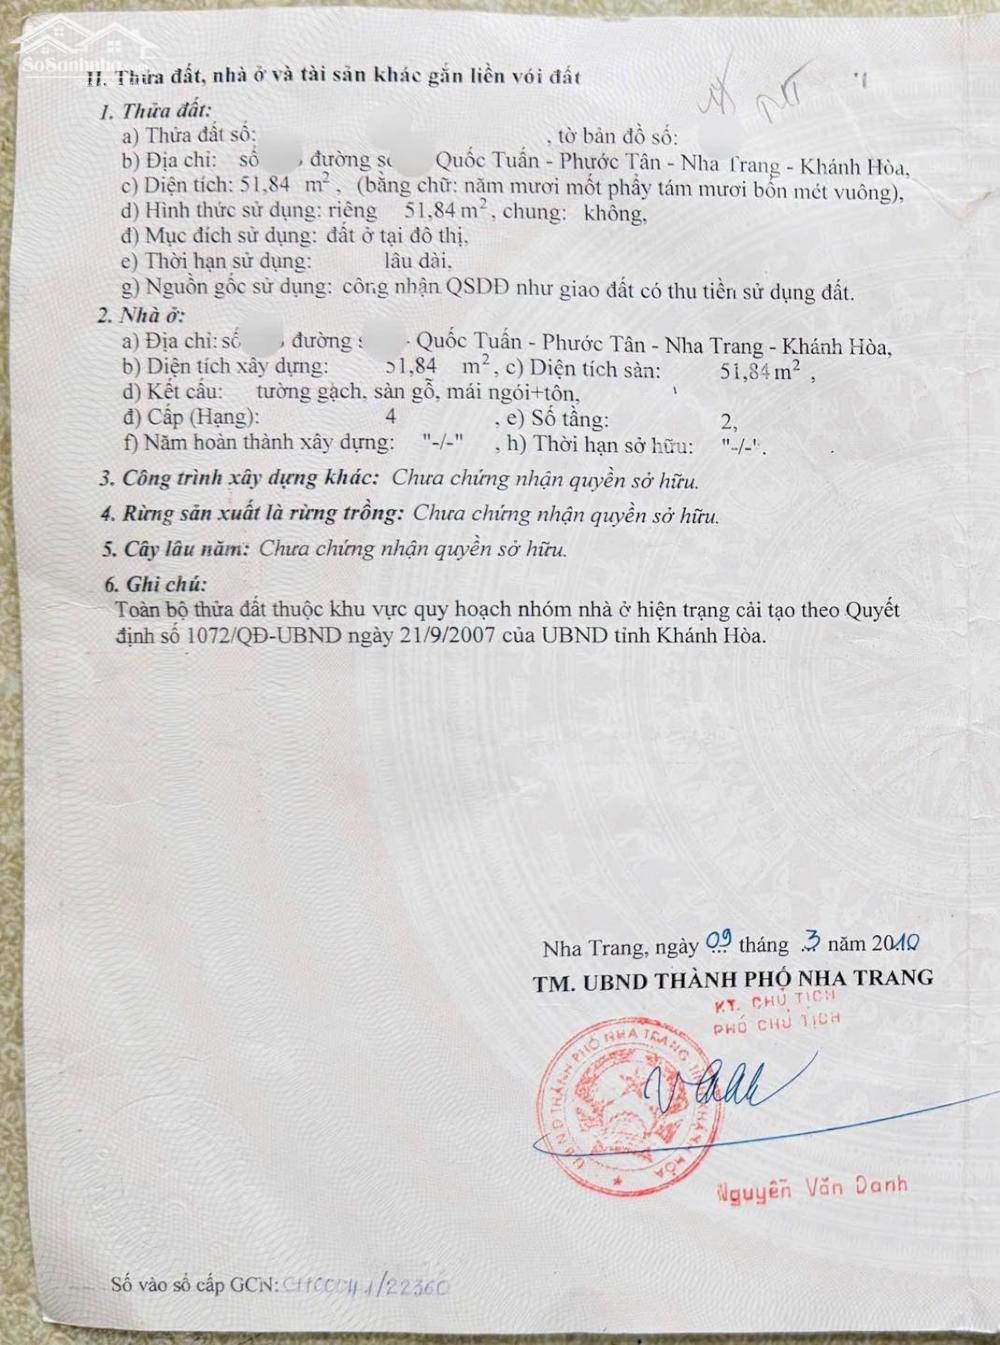 SoSanhnha.com
II. Thửa đất, nhà ở và tài sản khác gắn liền với đất
1. Thửa đất:
a) Thửa đất số: , tờ bản đồ số:
b) Địa chỉ: số đường Quốc Tuấn - Phước Tân - Nha Trang - Khánh Hòa,
c) Diện tích: 51,84 m², (bằng chữ: năm mươi mốt phẩy tám mươi bốn mét vuông),
d) Hình thức sử dụng: riêng 51,84 m², chung: không,
đ) Mục đích sử dụng: đất ở tại đô thị,
e) Thời hạn sử dụng: lâu dài,
g) Nguồn gốc sử dụng: công nhận QSDĐ như giao đất có thu tiền sử dụng đất.
2. Nhà ở:
a) Địa chỉ: số đường Quốc Tuấn - Phước Tân - Nha Trang - Khánh Hòa,
b) Diện tích xây dựng: 51,84 m², c) Diện tích sàn: 51,84 m²,
d) Kết cấu: tường gạch, sàn gỗ, mái ngói+tôn,
đ) Cấp (Hạng): 4 , e) Số tầng: 2,
f) Năm hoàn thành xây dựng: "-/-" , h) Thời hạn sở hữu: "-/-".
3. Công trình xây dựng khác: Chưa chứng nhận quyền sở hữu.
4. Rừng sản xuất là rừng trồng: Chưa chứng nhận quyền sở hữu.
5. Cây lâu năm: Chưa chứng nhận quyền sở hữu.
6. Ghi chú:
Toàn bộ thửa đất thuộc khu vực quy hoạch nhóm nhà ở hiện trạng cải tạo theo Quyết
định số 1072/QĐ-UBND ngày 21/9/2007 của UBND tỉnh Khánh Hòa.
Nha Trang, ngày 09 tháng 3 năm 2010
TM. UBND THÀNH PHỐ NHA TRANG
KT. CHỦ TỊCH
PHÓ CHỦ TỊCH
UBND THÀNH PHỐ NHA TRANG TỈNH KHÁNH HÒA
Nguyễn Văn Danh
Số vào sổ cấp GCN: